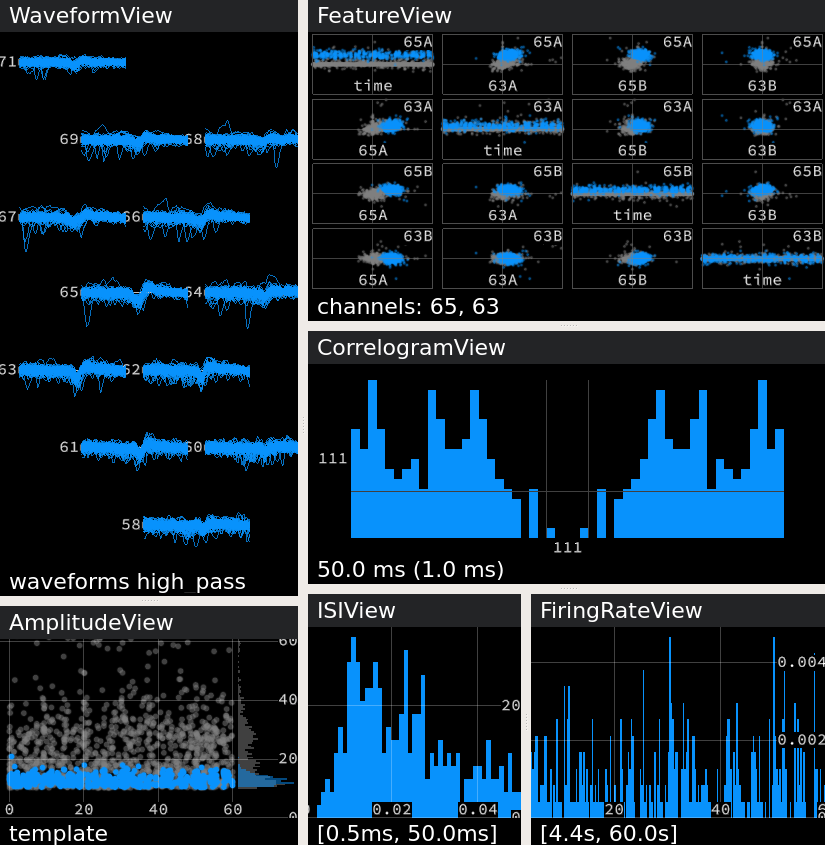 WaveformView
71
69 68
67 66
65 64
63 62
61 60
58
waveforms high_pass
FeatureView
65A 65A 65A 65A
time 63A 65B 63B
63A 63A 63A 63A
65A time 65B 63B
65B 65B 65B 65B
65A 63A time 63B
63B 63B 63B 63B
65A 63A 65B time
channels: 65, 63
CorrelogramView
111
111
50.0 ms (1.0 ms)
AmplitudeView
60
40
20
0
0 20 40 60
template
ISIView
20
0.02 0.04
[0.5ms, 50.0ms]
FiringRateView
0.004
0.002
20 40
[4.4s, 60.0s]